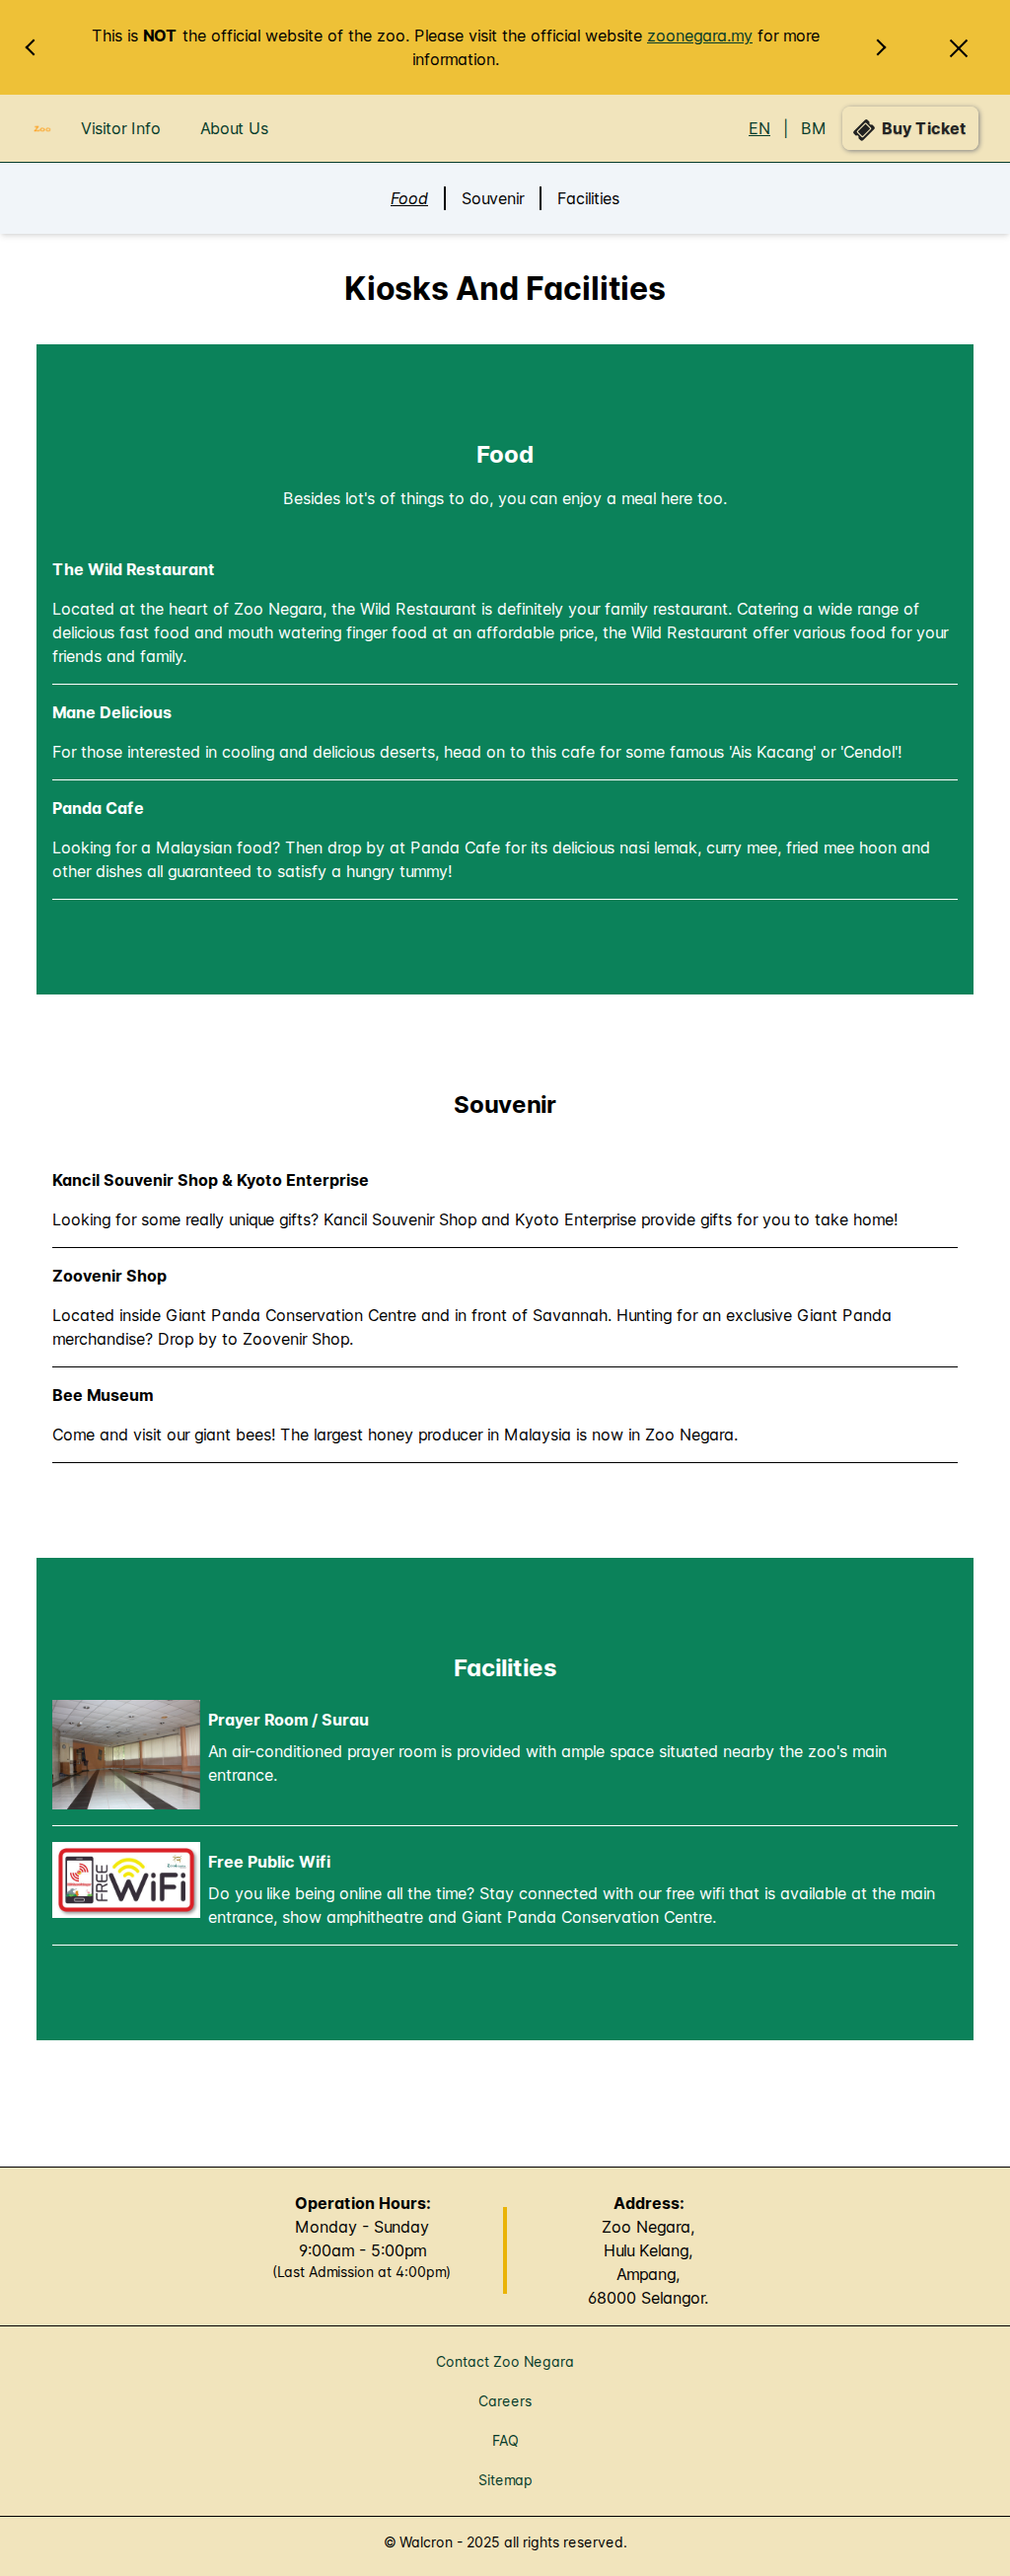 This is NOT the official website of the zoo. Please visit the official website zoonegara.my for more
information.
Zoo
Visitor Info
About Us
EN | BM
Buy Ticket
Food | Souvenir | Facilities
Kiosks And Facilities
Food
Besides lot's of things to do, you can enjoy a meal here too.
The Wild Restaurant
Located at the heart of Zoo Negara, the Wild Restaurant is definitely your family restaurant. Catering a wide range of
delicious fast food and mouth watering finger food at an affordable price, the Wild Restaurant offer various food for your
friends and family.
Mane Delicious
For those interested in cooling and delicious deserts, head on to this cafe for some famous 'Ais Kacang' or 'Cendol'!
Panda Cafe
Looking for a Malaysian food? Then drop by at Panda Cafe for its delicious nasi lemak, curry mee, fried mee hoon and
other dishes all guaranteed to satisfy a hungry tummy!
Souvenir
Kancil Souvenir Shop & Kyoto Enterprise
Looking for some really unique gifts? Kancil Souvenir Shop and Kyoto Enterprise provide gifts for you to take home!
Zoovenir Shop
Located inside Giant Panda Conservation Centre and in front of Savannah. Hunting for an exclusive Giant Panda
merchandise? Drop by to Zoovenir Shop.
Bee Museum
Come and visit our giant bees! The largest honey producer in Malaysia is now in Zoo Negara.
Facilities
Prayer Room / Surau
An air-conditioned prayer room is provided with ample space situated nearby the zoo's main
entrance.
FREE WiFi
Free Public Wifi
Do you like being online all the time? Stay connected with our free wifi that is available at the main
entrance, show amphitheatre and Giant Panda Conservation Centre.
Operation Hours:
Monday - Sunday
9:00am - 5:00pm
(Last Admission at 4:00pm)
Address:
Zoo Negara,
Hulu Kelang,
Ampang,
68000 Selangor.
Contact Zoo Negara
Careers
FAQ
Sitemap
© Walcron - 2025 all rights reserved.